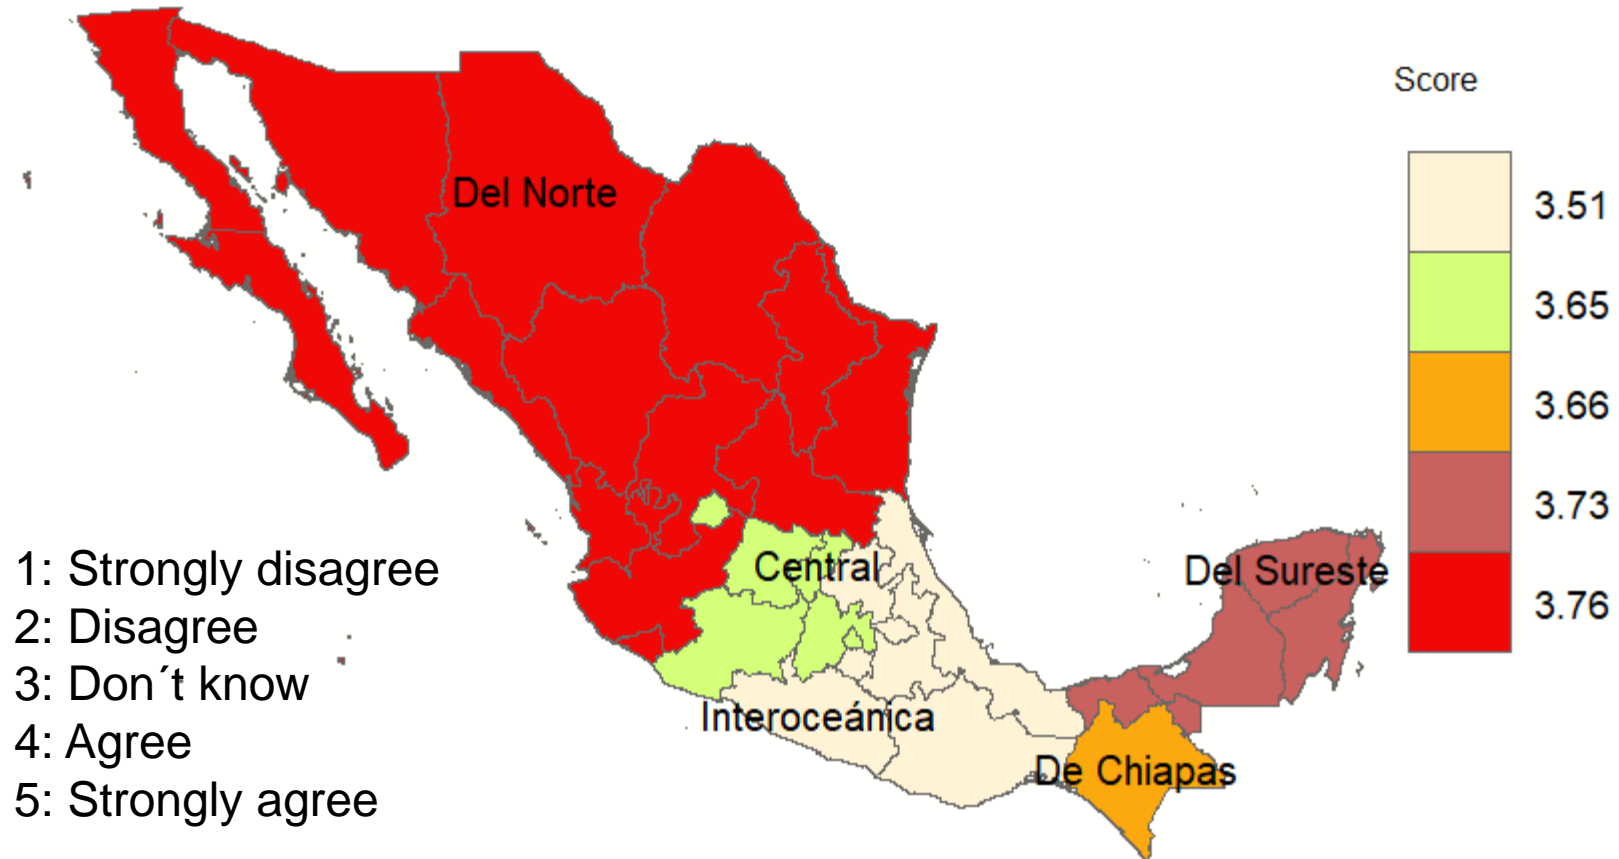 Score
3.51
3.65
3.66
3.73
3.76
Del Norte
Central
Del Sureste
Interoceánica
De Chiapas
1: Strongly disagree
2: Disagree
3: Don´t know
4: Agree
5: Strongly agree